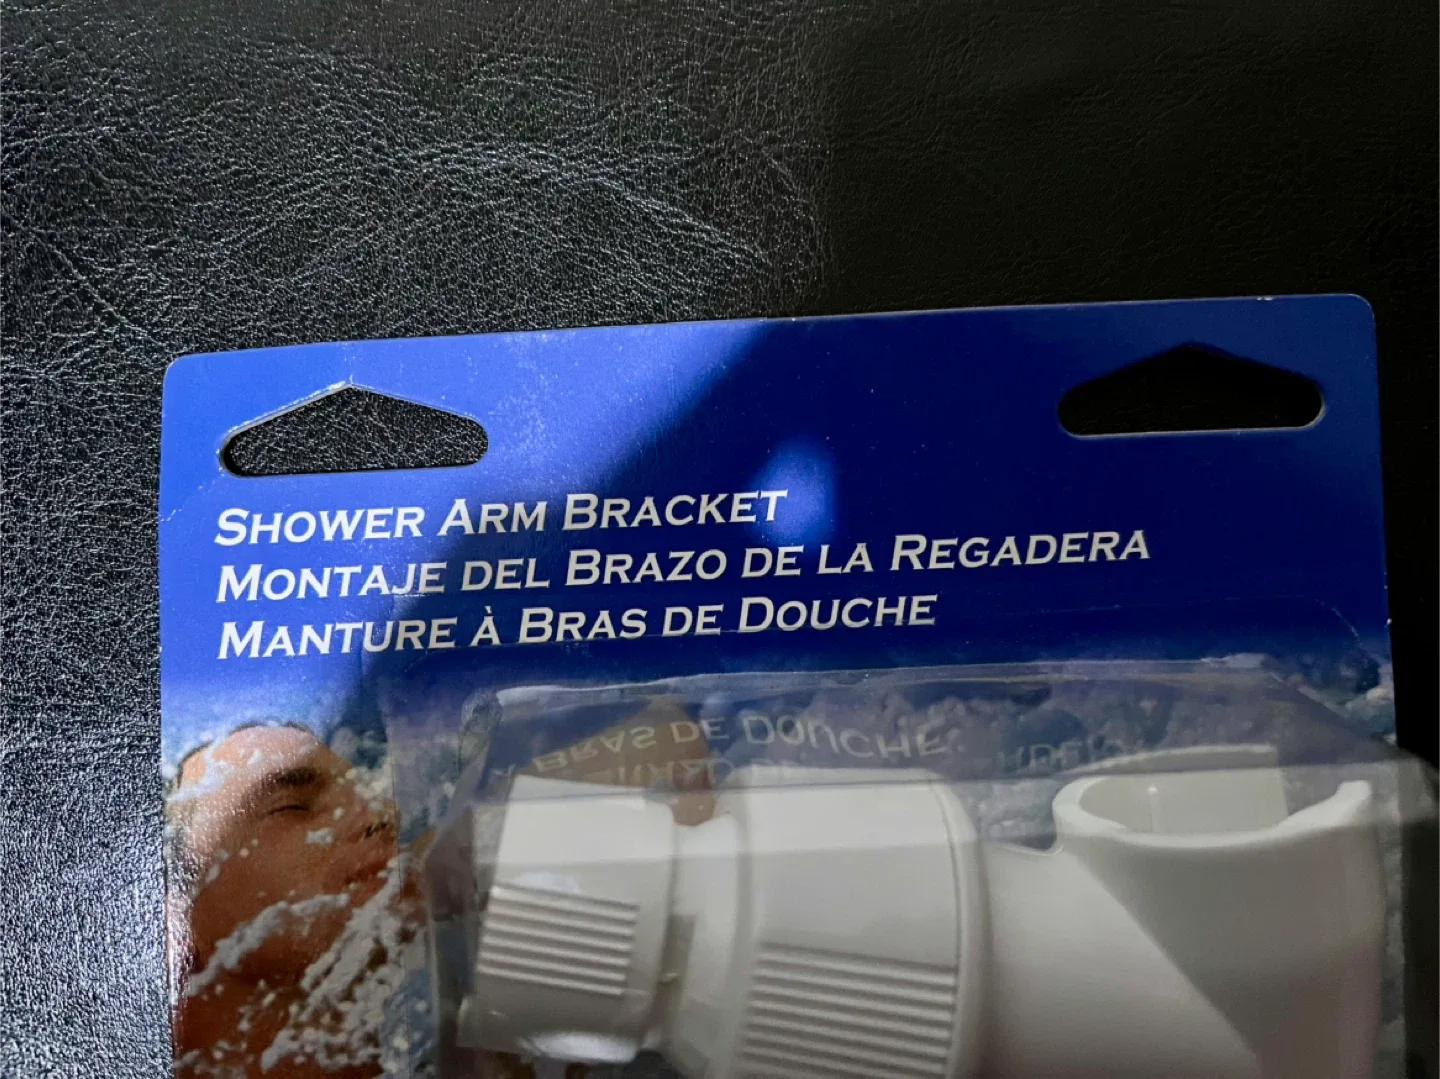 SHOWER ARM BRACKET
MONTAJE DEL BRAZO DE LA REGADERA
MANTURE À BRAS DE DOUCHE